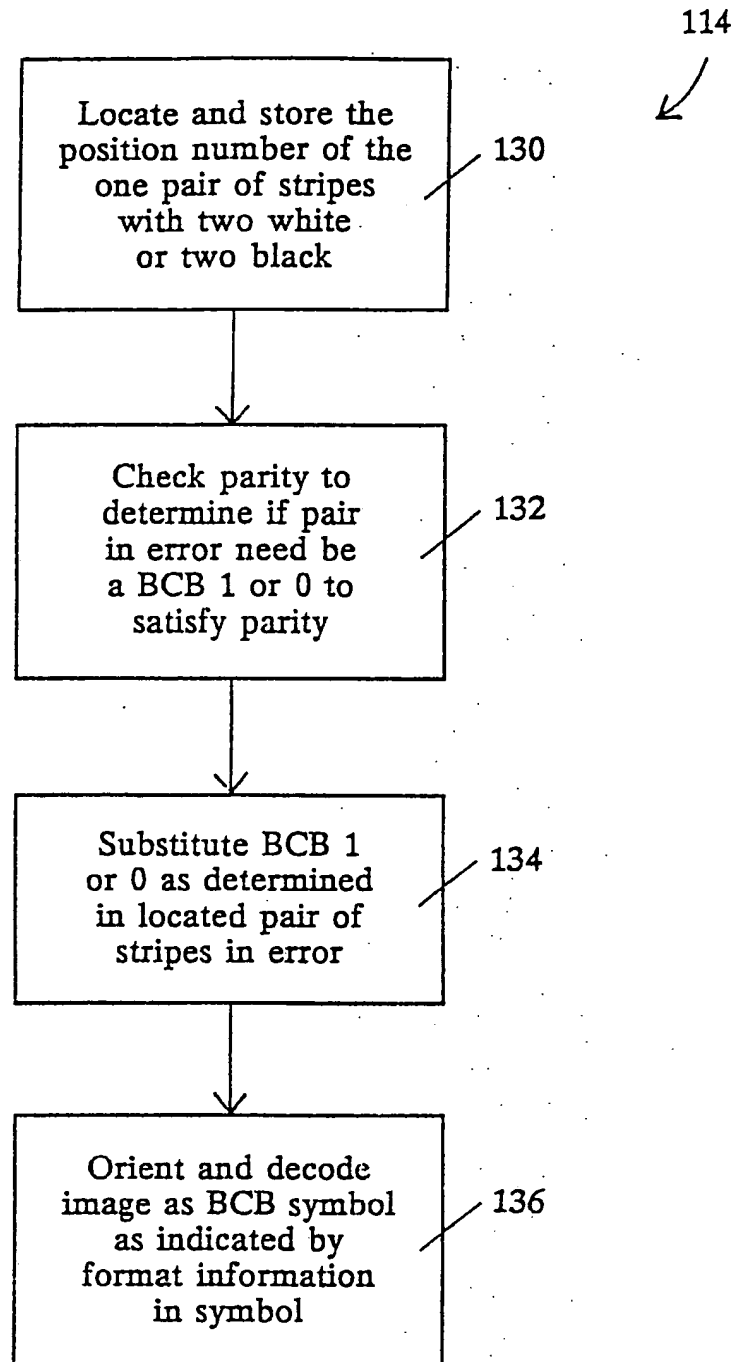 114
Locate and store the
position number of the
one pair of stripes
with two white
or two black
130
Check parity to
determine if pair
in error need be
a BCB 1 or 0 to
satisfy parity
132
Substitute BCB 1
or 0 as determined
in located pair of
stripes in error
134
Orient and decode
image as BCB symbol
as indicated by
format information
in symbol
136